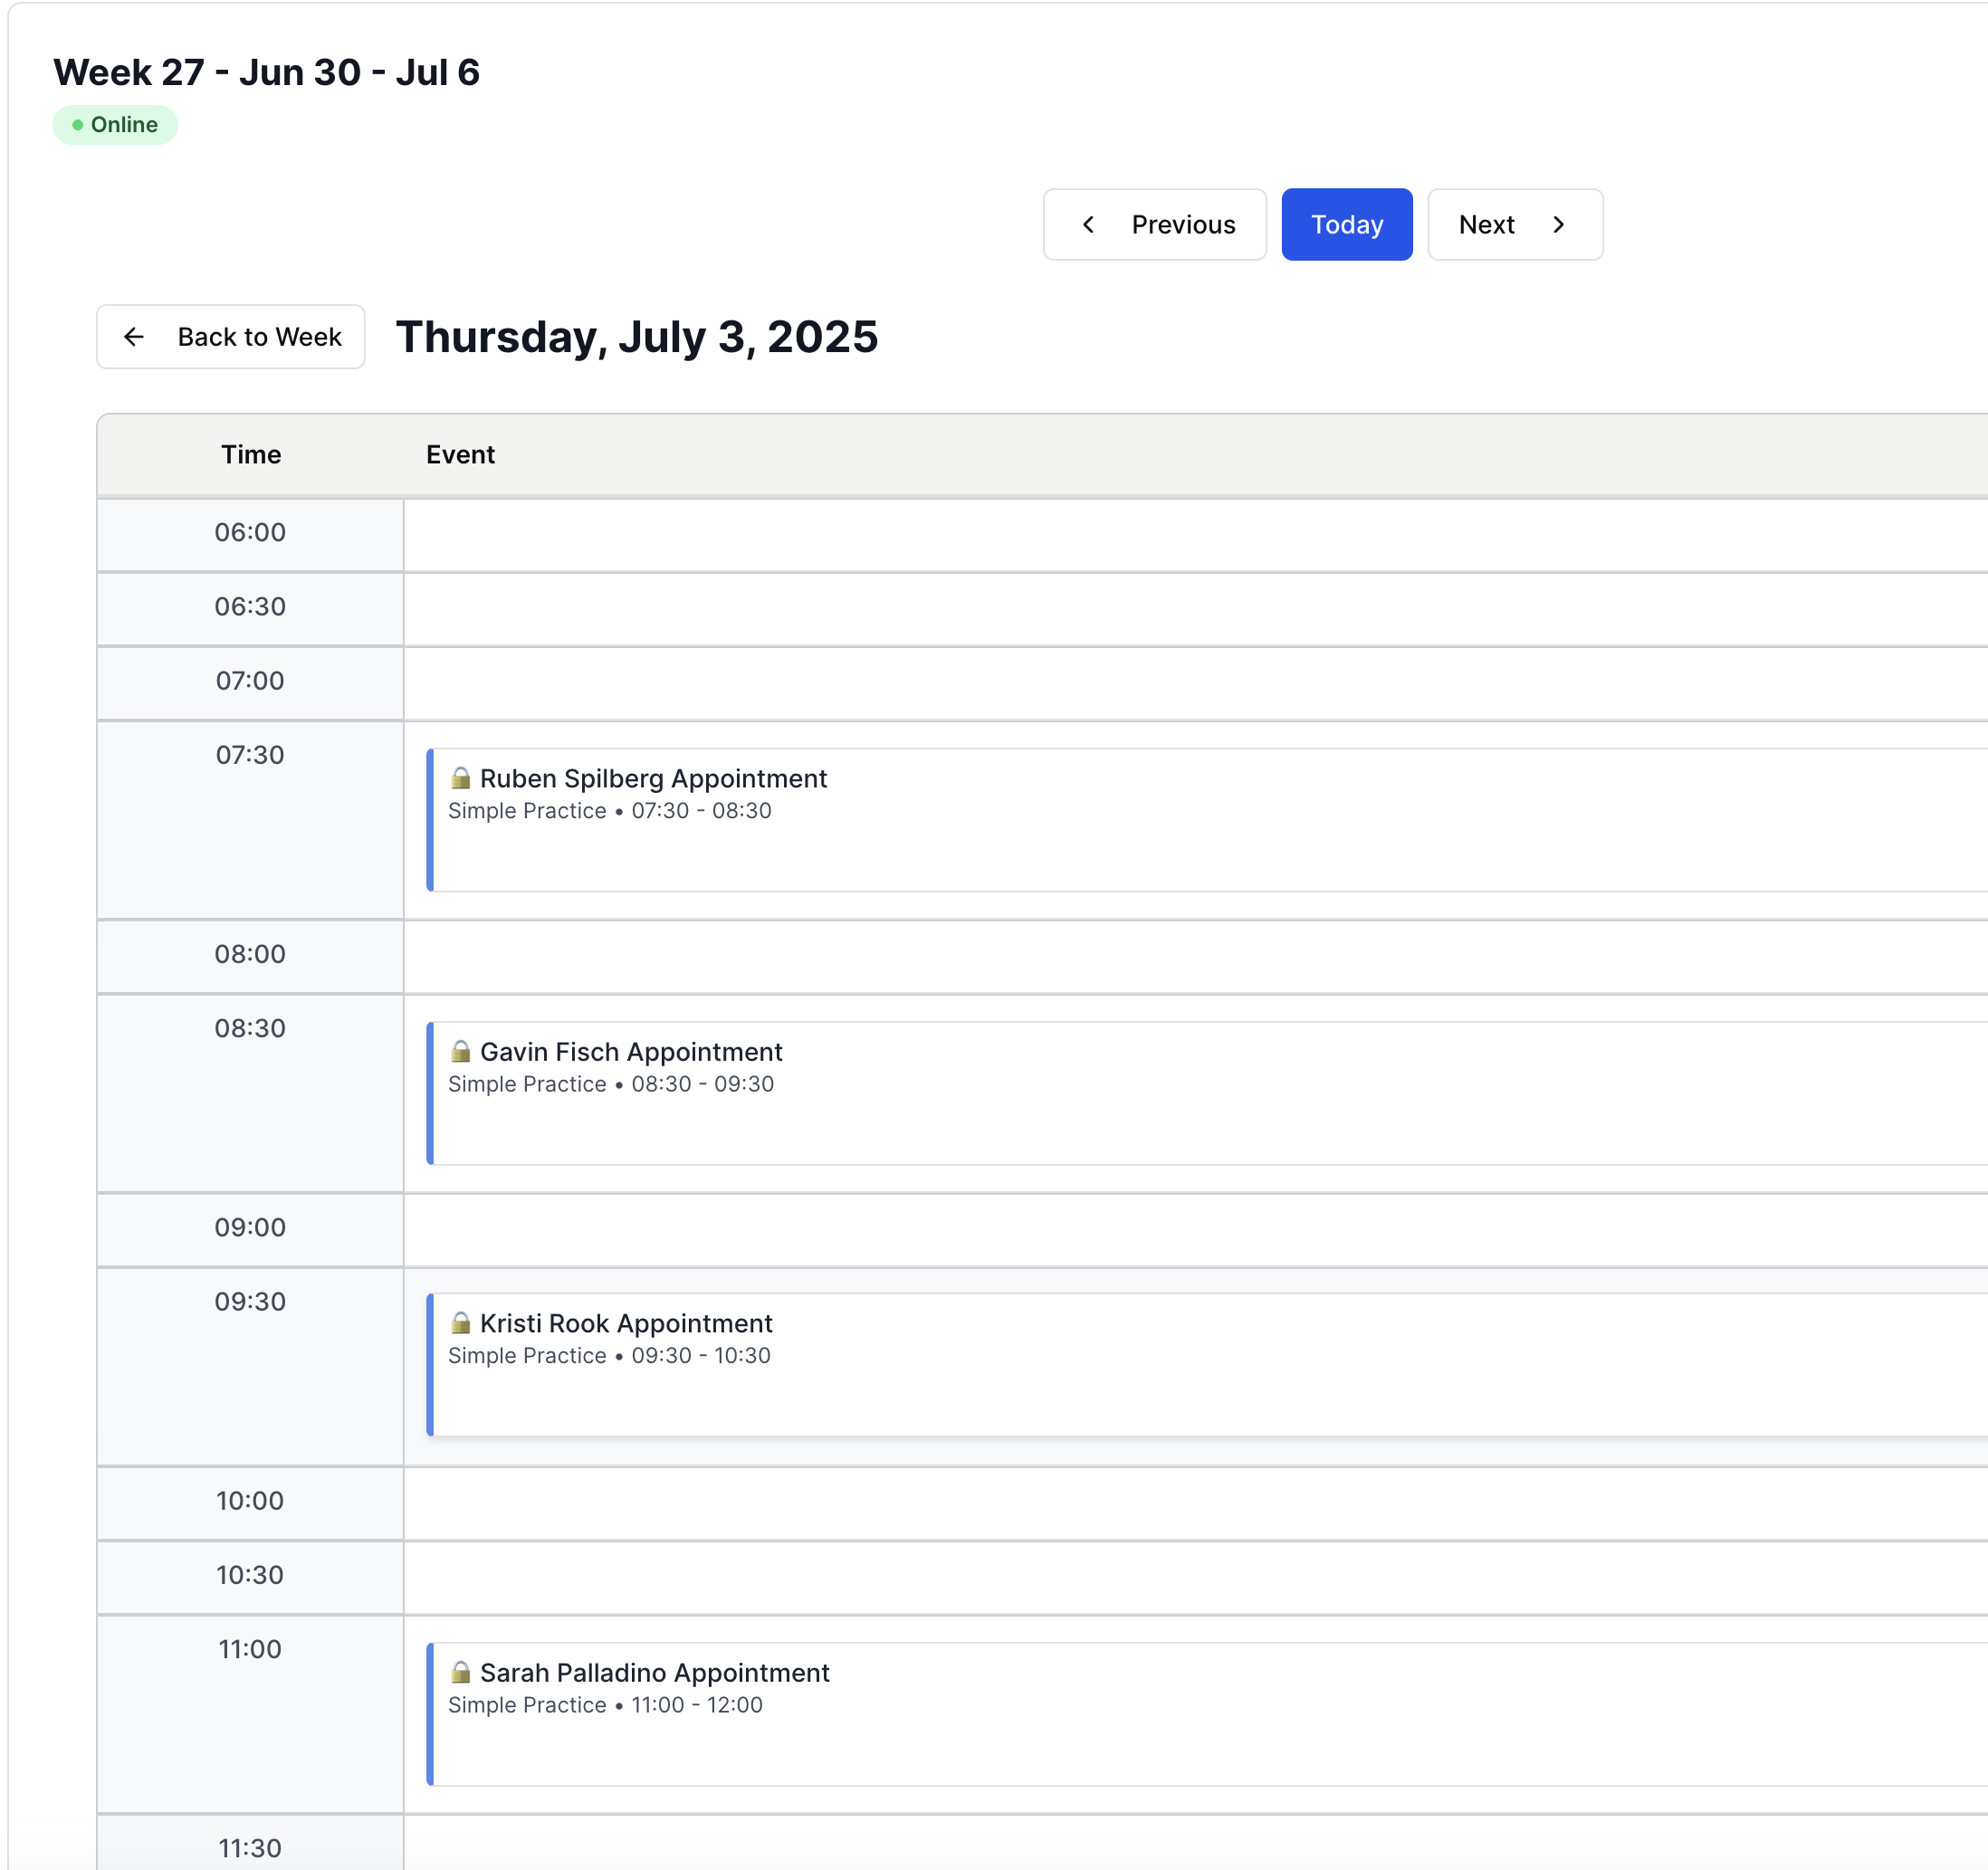 Week 27 - Jun 30 - Jul 6
Online
Previous
Today
Next
Back to Week
Thursday, July 3, 2025
Time
Event
06:00
06:30
07:00
07:30
Ruben Spilberg Appointment
Simple Practice • 07:30 - 08:30
08:00
08:30
Gavin Fisch Appointment
Simple Practice • 08:30 - 09:30
09:00
09:30
Kristi Rook Appointment
Simple Practice • 09:30 - 10:30
10:00
10:30
11:00
Sarah Palladino Appointment
Simple Practice • 11:00 - 12:00
11:30